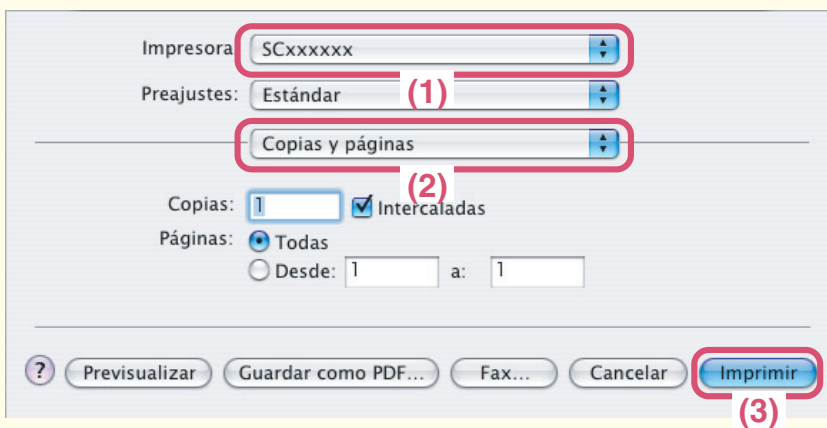 Impresora SCxxxxxx
(1)
Preajustes: Estándar
Copias y páginas
(2)
Copias: 1 Intercaladas
Páginas: Todas
Desde: 1 a: 1
? Previsualizar Guardar como PDF... Fax... Cancelar Imprimir
(3)